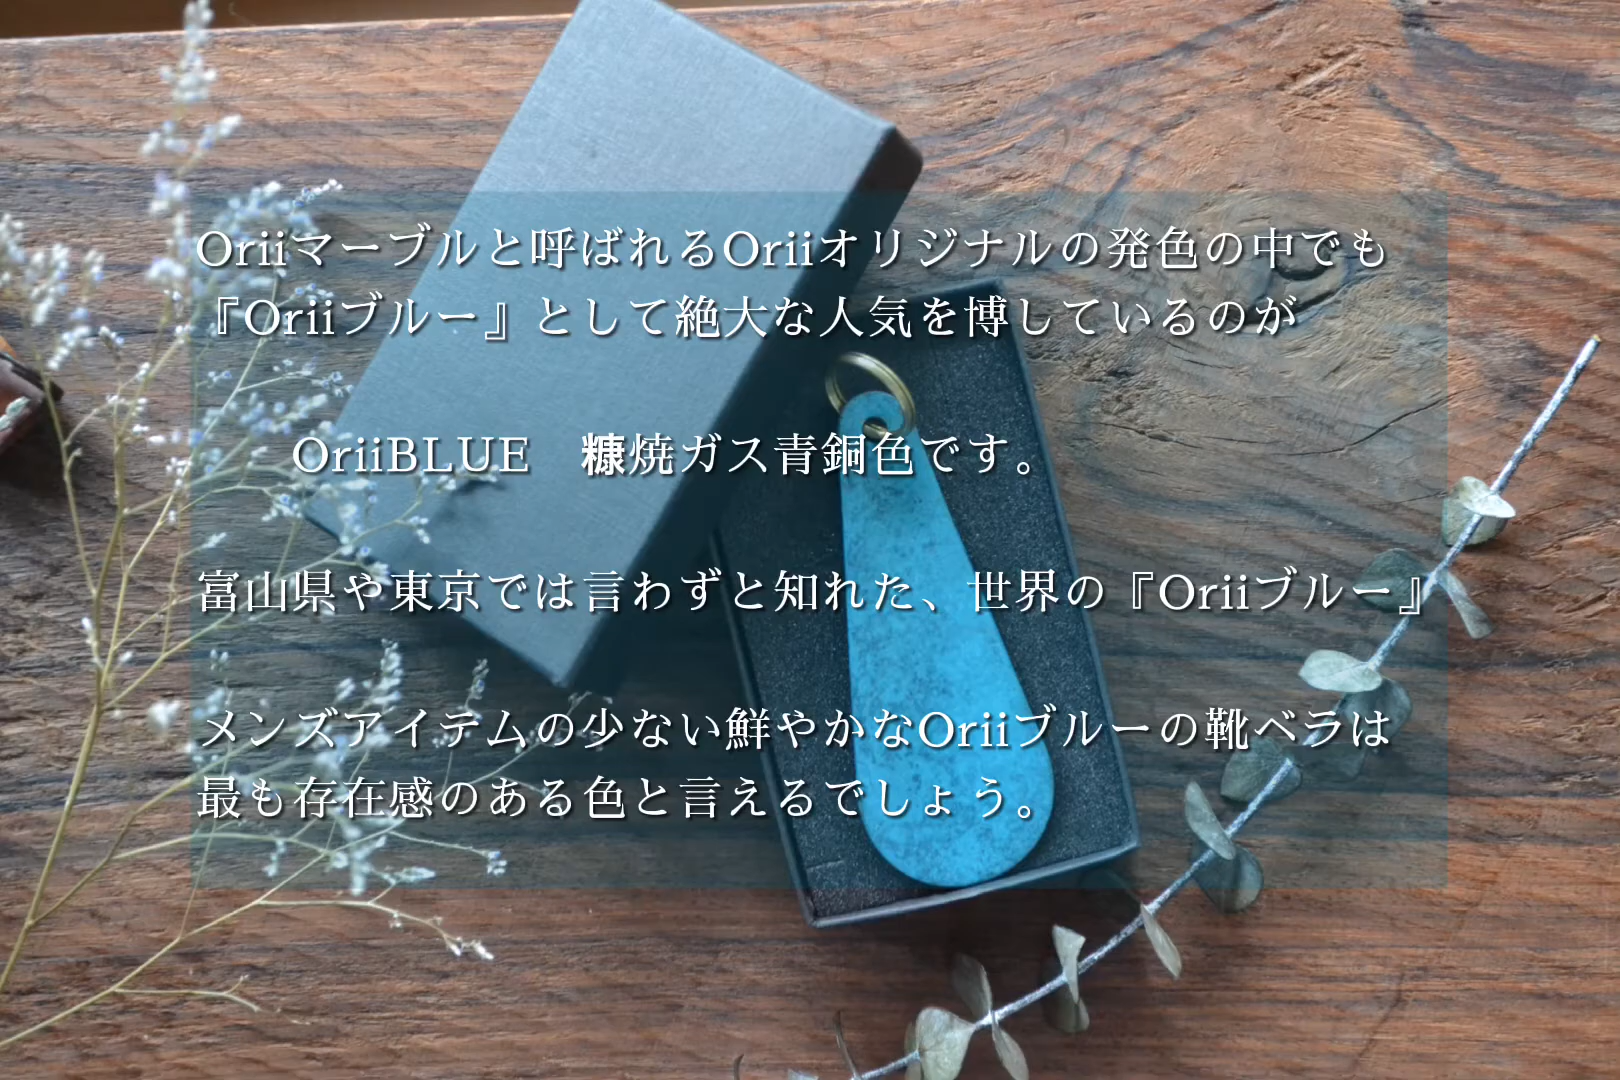 Oriiマーブルと呼ばれるOriiオリジナルの発色の中でも
『Oriiブルー』として絶大な人気を博しているのが
OriiBLUE　糠焼ガス青銅色です。
富山県や東京では言わずと知れた、世界の『Oriiブルー』
メンズアイテムの少ない鮮やかなOriiブルーの靴ベラは
最も存在感のある色と言えるでしょう。